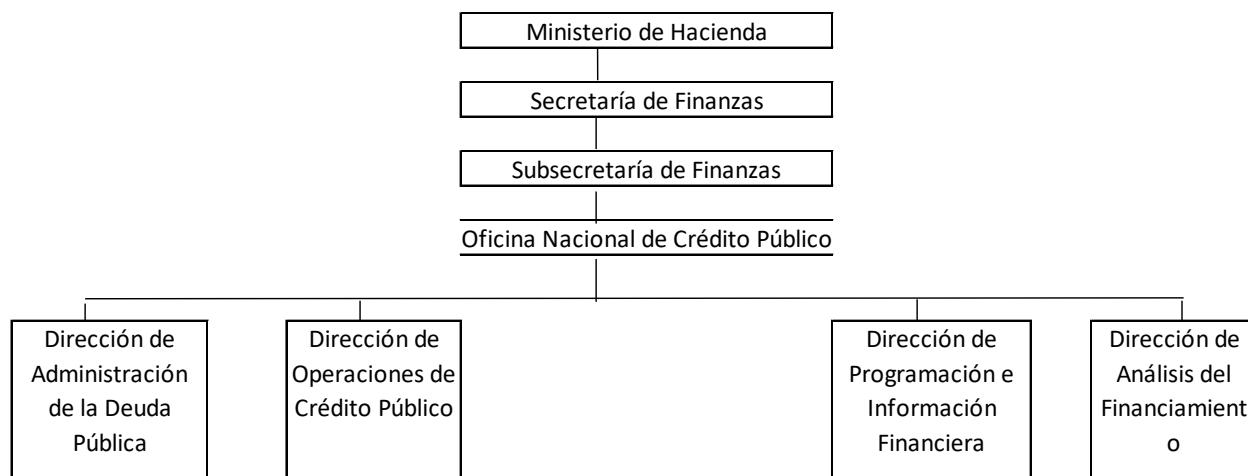 Ministerio de Hacienda
Secretaría de Finanzas
Subsecretaría de Finanzas
Oficina Nacional de Crédito Público
Dirección de
Administración
de la Deuda
Pública
Dirección de
Operaciones de
Crédito Público
Dirección de
Programación e
Información
Financiera
Dirección de
Análisis del
Financiamient
o